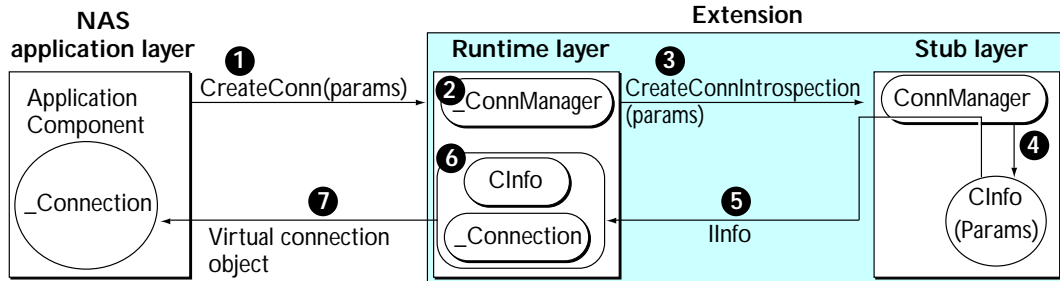 NAS
application layer
Extension
Runtime layer
Stub layer
1
CreateConn(params)
Application
Component
_Connection
2
_ConnManager
3
CreateConnIntrospection
(params)
ConnManager
4
CInfo
(Params)
5
IInfo
6
CInfo
_Connection
7
Virtual connection
object